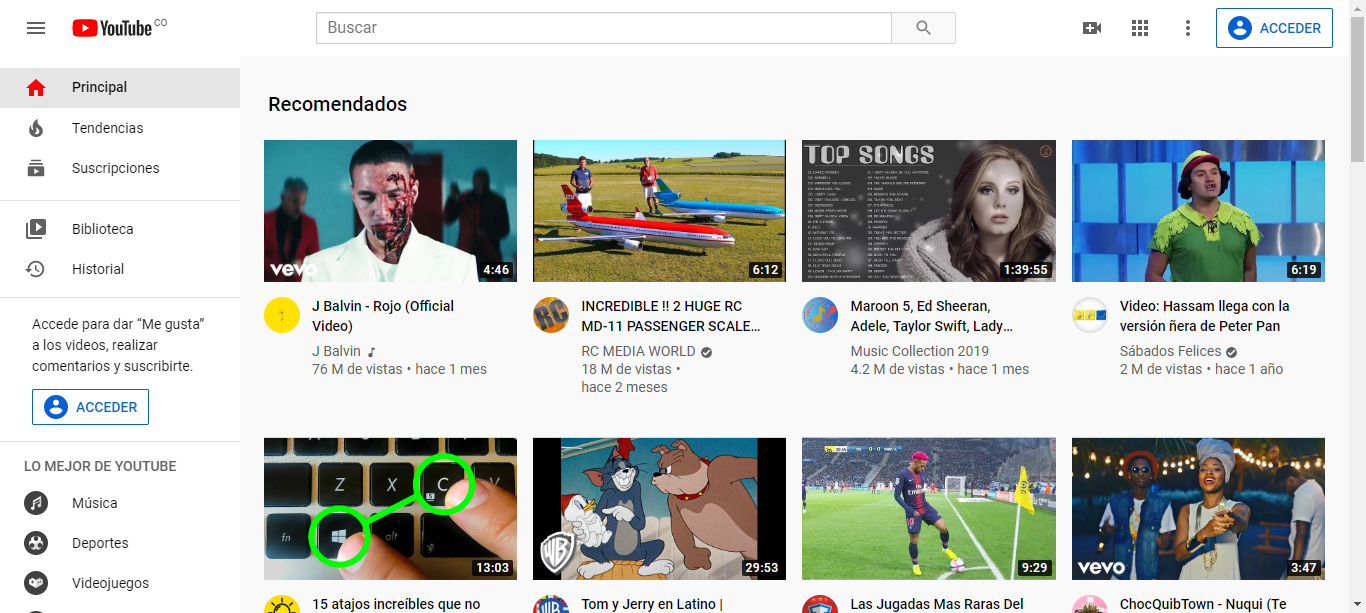 YouTube CO
Buscar
ACCEDER
Principal
Tendencias
Suscripciones
Biblioteca
Historial
Accede para dar “Me gusta”
a los videos, realizar
comentarios y suscribirte.
ACCEDER
LO MEJOR DE YOUTUBE
Música
Deportes
Videojuegos
Recomendados
vevo
4:46
J Balvin - Rojo (Official
Video)
J Balvin
76 M de vistas • hace 1 mes
6:12
RC
INCREDIBLE !! 2 HUGE RC
MD-11 PASSENGER SCALE...
RC MEDIA WORLD
18 M de vistas •
hace 2 meses
TOP SONGS
1:39:55
Maroon 5, Ed Sheeran,
Adele, Taylor Swift, Lady...
Music Collection 2019
4.2 M de vistas • hace 1 mes
6:19
Video: Hassam llega con la
versión ñera de Peter Pan
Sábados Felices
2 M de vistas • hace 1 año
Z
X
C
V
S
fn
alt
13:03
15 atajos increíbles que no
WB
29:53
Tom y Jerry en Latino |
9:29
Las Jugadas Mas Raras Del
vevo
3:47
ChocQuibTown - Nuqui (Te